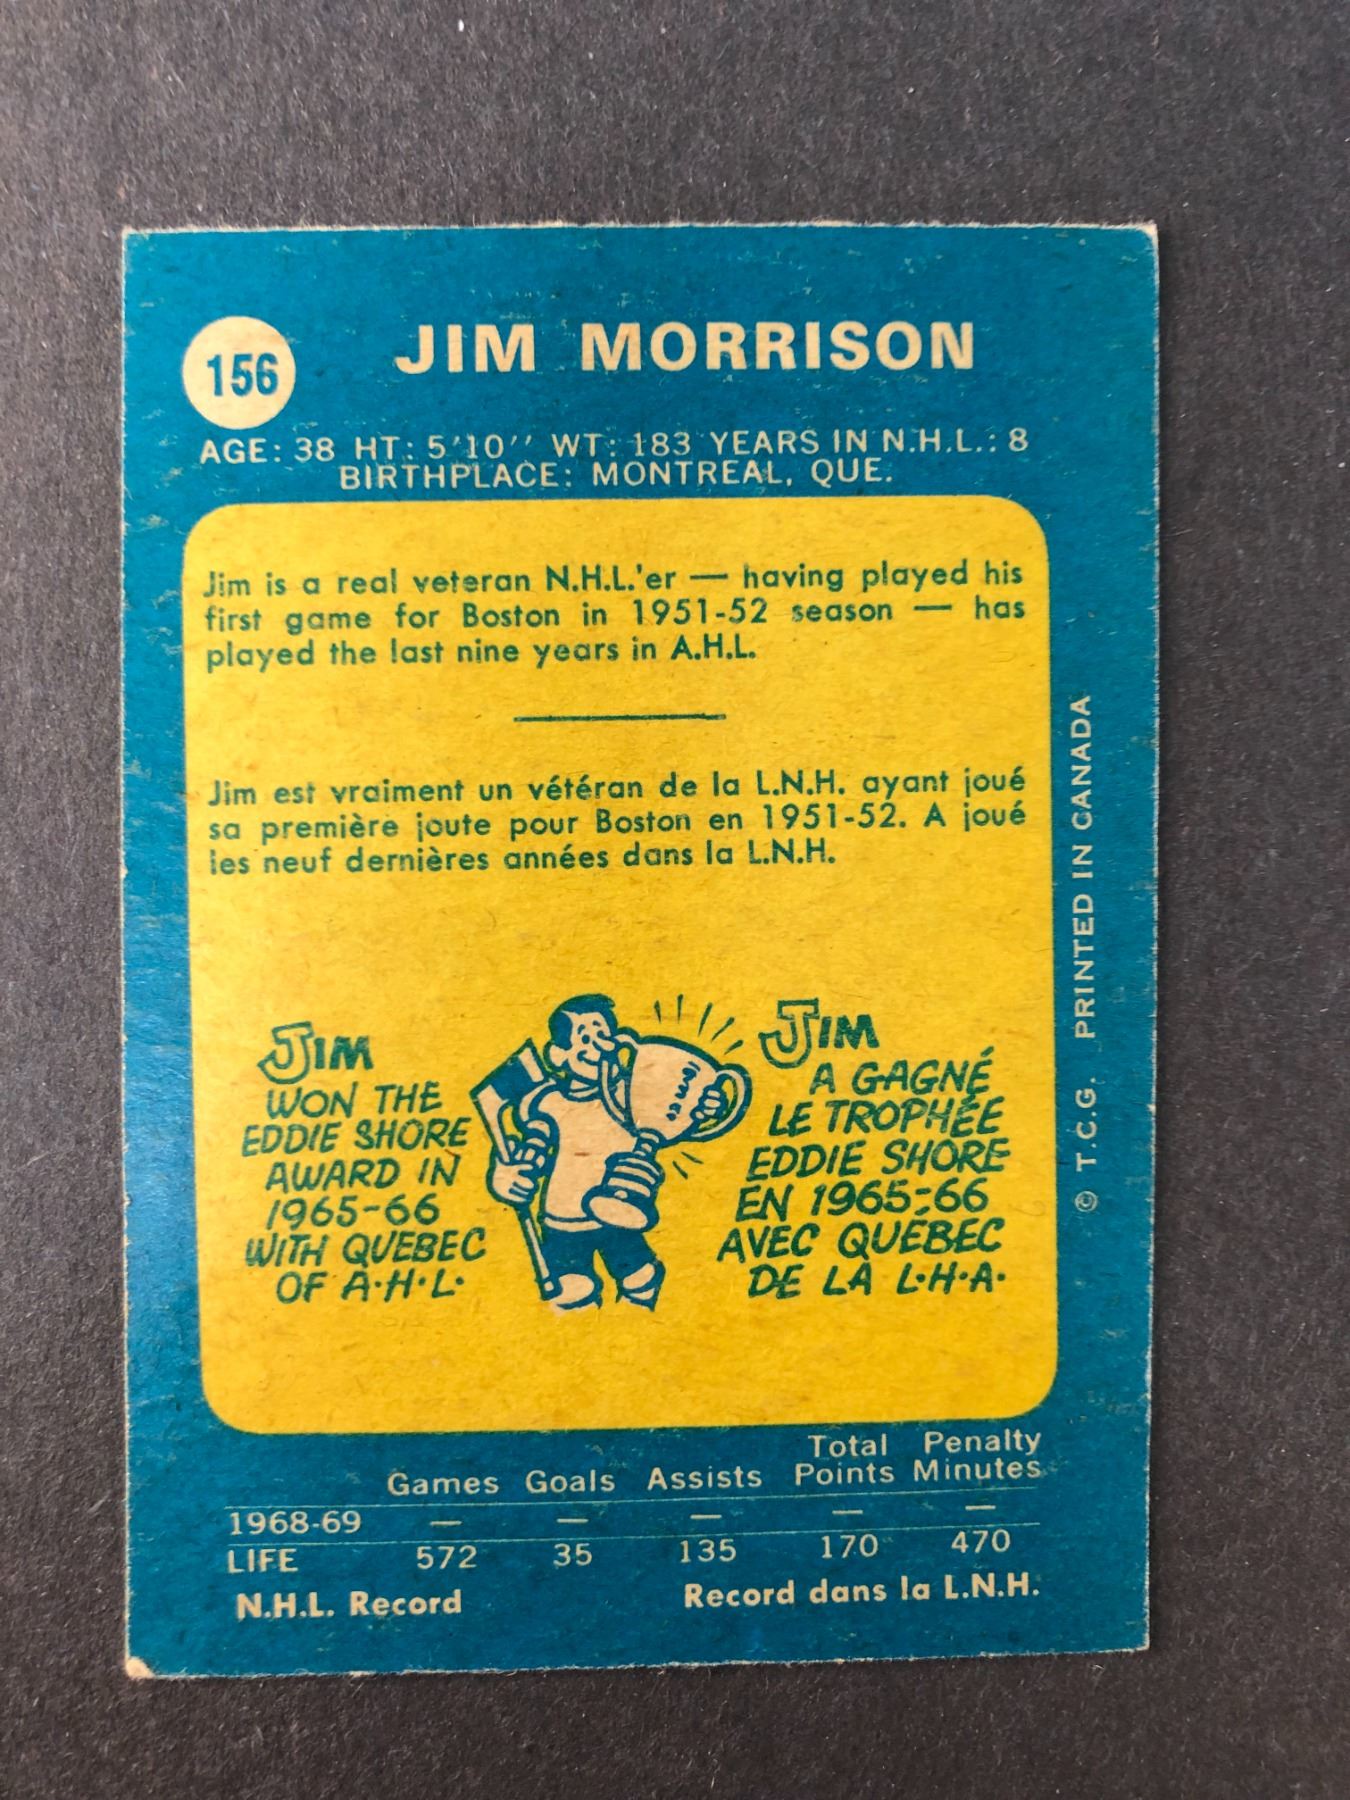 156
JIM MORRISON
AGE: 38 HT: 5'10'' WT: 183 YEARS IN N.H.L.: 8
BIRTHPLACE: MONTREAL, QUE.
Jim is a real veteran N.H.L.'er — having played his
first game for Boston in 1951-52 season — has
played the last nine years in A.H.L.
Jim est vraiment un vétéran de la L.N.H. ayant joué
sa première joute pour Boston en 1951-52. A joué
les neuf dernières années dans la L.N.H.
JIM
WON THE
EDDIE SHORE
AWARD IN
1965-66
WITH QUEBEC
OF A·H·L·
JIM
A GAGNÉ
LE TROPHÉE
EDDIE SHORE
EN 1965-66
AVEC QUÉBEC
DE LA L·H·A·
© T.C.G. PRINTED IN CANADA
Games Goals Assists Total Points Penalty Minutes
1968-69 — — — — —
LIFE 572 35 135 170 470
N.H.L. Record Record dans la L.N.H.